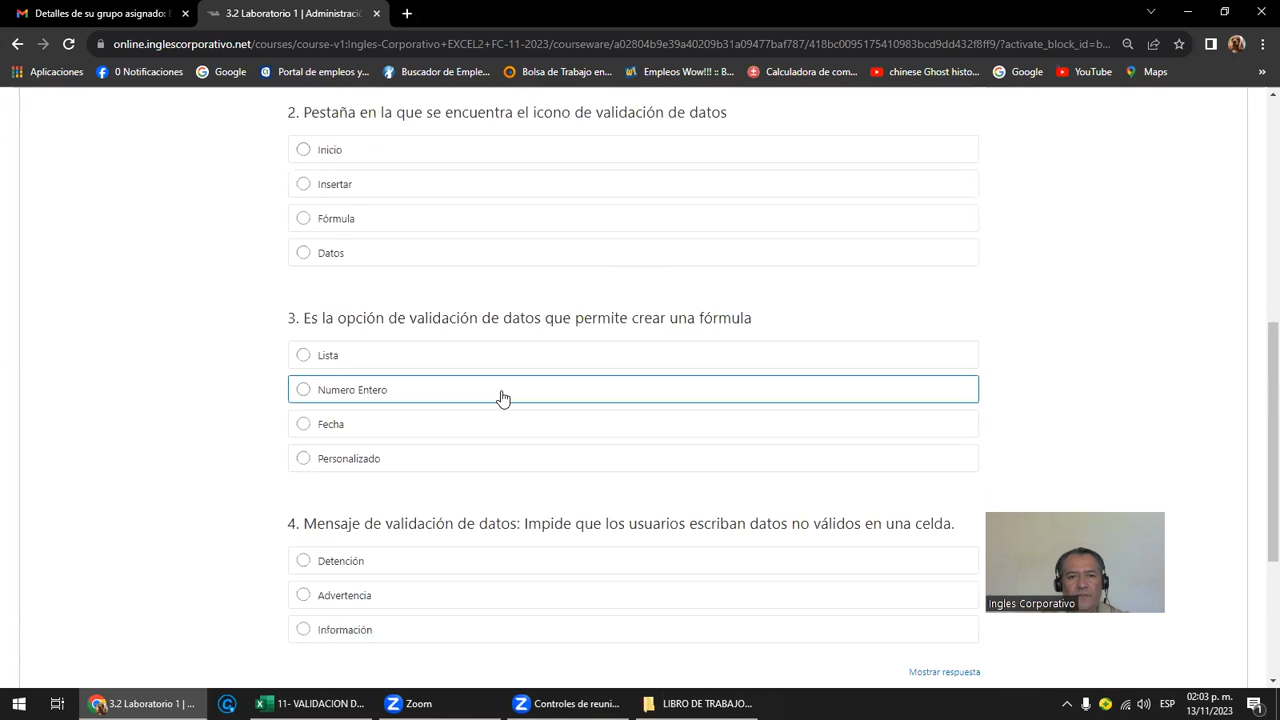 Detalles de su grupo asignado: I
3.2 Laboratorio 1 | Administraci
online.inglescorporativo.net/courses/course-v1:Ingles-Corporativo+EXCEL2+FC-11-2023/courseware/a02804b9e39a40209b31a09477baf787/418bc0095175410983bcd9dd432f8ff9/?activate_block_id=b...
Aplicaciones
0 Notificaciones
Google
Portal de empleos y...
Buscador de Emple...
Bolsa de Trabajo en...
Empleos Wow!!! :: B...
Calculadora de com...
chinese Ghost histo...
Google
YouTube
Maps
2. Pestaña en la que se encuentra el icono de validación de datos
Inicio
Insertar
Fórmula
Datos
3. Es la opción de validación de datos que permite crear una fórmula
Lista
Numero Entero
Fecha
Personalizado
4. Mensaje de validación de datos: Impide que los usuarios escriban datos no válidos en una celda.
Detención
Advertencia
Información
Ingles Corporativo
Mostrar respuesta
3.2 Laboratorio 1 | ...
11- VALIDACION D...
Zoom
Controles de reuni...
LIBRO DE TRABAJO...
ESP
02:03 p. m.
13/11/2023